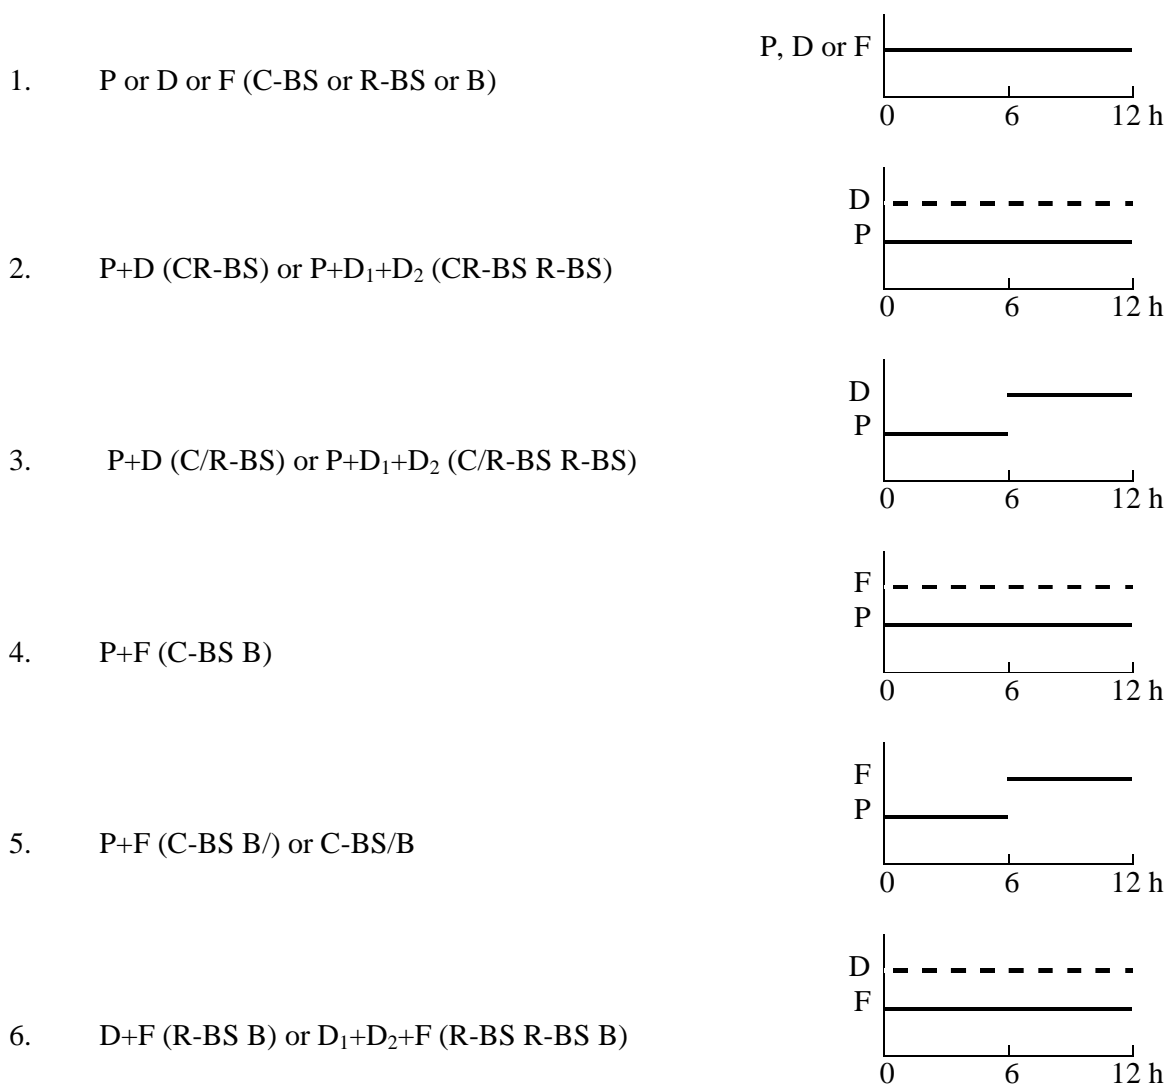 P, D or F
1. P or D or F (C-BS or R-BS or B)
0 6 12 h
D
P
2. P+D (CR-BS) or P+D₁+D₂ (CR-BS R-BS)
0 6 12 h
D
P
3. P+D (C/R-BS) or P+D₁+D₂ (C/R-BS R-BS)
0 6 12 h
F
P
4. P+F (C-BS B)
0 6 12 h
F
P
5. P+F (C-BS B/) or C-BS/B
0 6 12 h
D
F
6. D+F (R-BS B) or D₁+D₂+F (R-BS R-BS B)
0 6 12 h